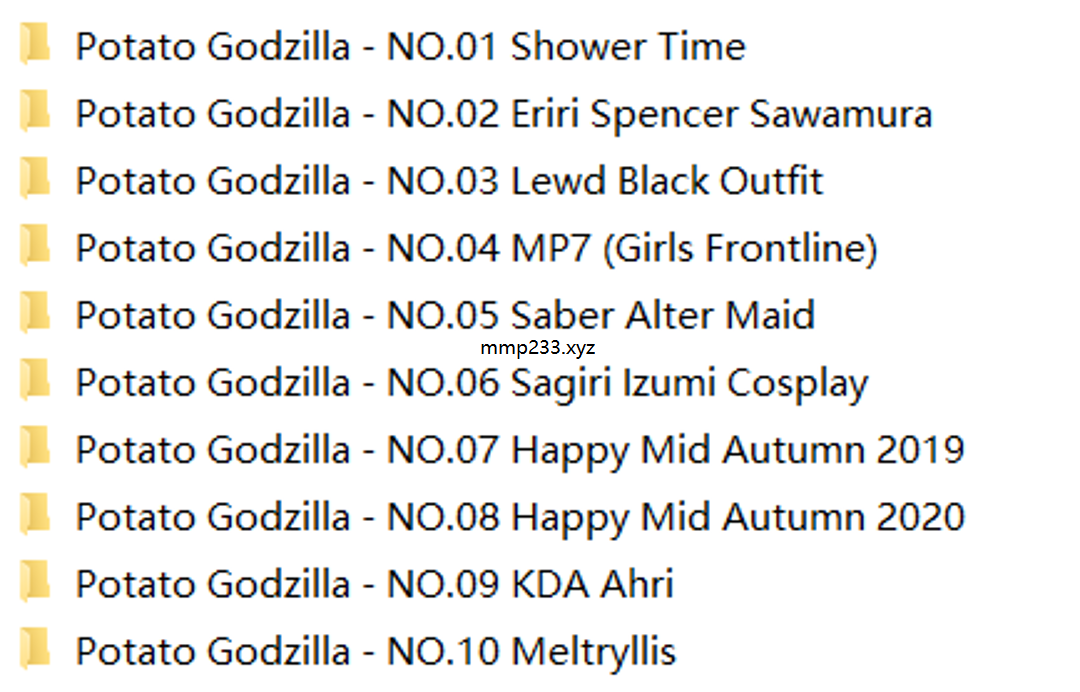 Potato Godzilla - NO.01 Shower Time
Potato Godzilla - NO.02 Eriri Spencer Sawamura
Potato Godzilla - NO.03 Lewd Black Outfit
Potato Godzilla - NO.04 MP7 (Girls Frontline)
Potato Godzilla - NO.05 Saber Alter Maid
mmp233.xyz
Potato Godzilla - NO.06 Sagiri Izumi Cosplay
Potato Godzilla - NO.07 Happy Mid Autumn 2019
Potato Godzilla - NO.08 Happy Mid Autumn 2020
Potato Godzilla - NO.09 KDA Ahri
Potato Godzilla - NO.10 Meltryllis